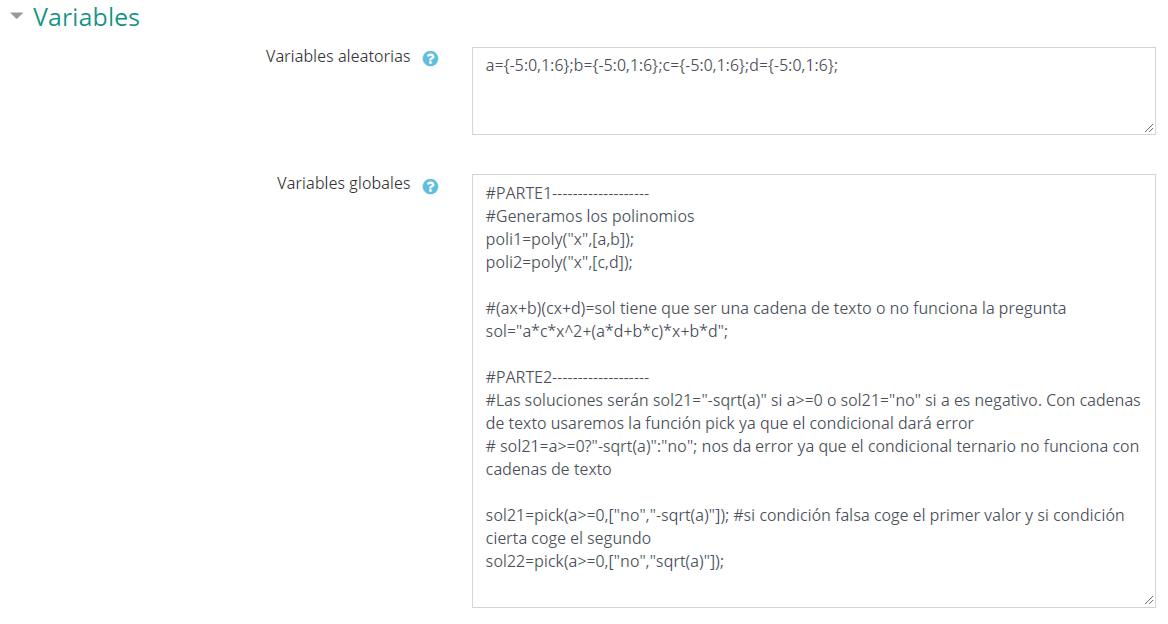 Variables
Variables aleatorias
a={-5:0,1:6};b={-5:0,1:6};c={-5:0,1:6};d={-5:0,1:6};
Variables globales
#PARTE1-------------------
#Generamos los polinomios
poli1=poly("x",[a,b]);
poli2=poly("x",[c,d]);
#(ax+b)(cx+d)=sol tiene que ser una cadena de texto o no funciona la pregunta
sol="a*c*x^2+(a*d+b*c)*x+b*d";
#PARTE2-------------------
#Las soluciones serán sol21="-sqrt(a)" si a>=0 o sol21="no" si a es negativo. Con cadenas
de texto usaremos la función pick ya que el condicional dará error
# sol21=a>=0?"-sqrt(a)":"no"; nos da error ya que el condicional ternario no funciona con
cadenas de texto
sol21=pick(a>=0,["no","-sqrt(a)"]); #si condición falsa coge el primer valor y si condición
cierta coge el segundo
sol22=pick(a>=0,["no","sqrt(a)"]);